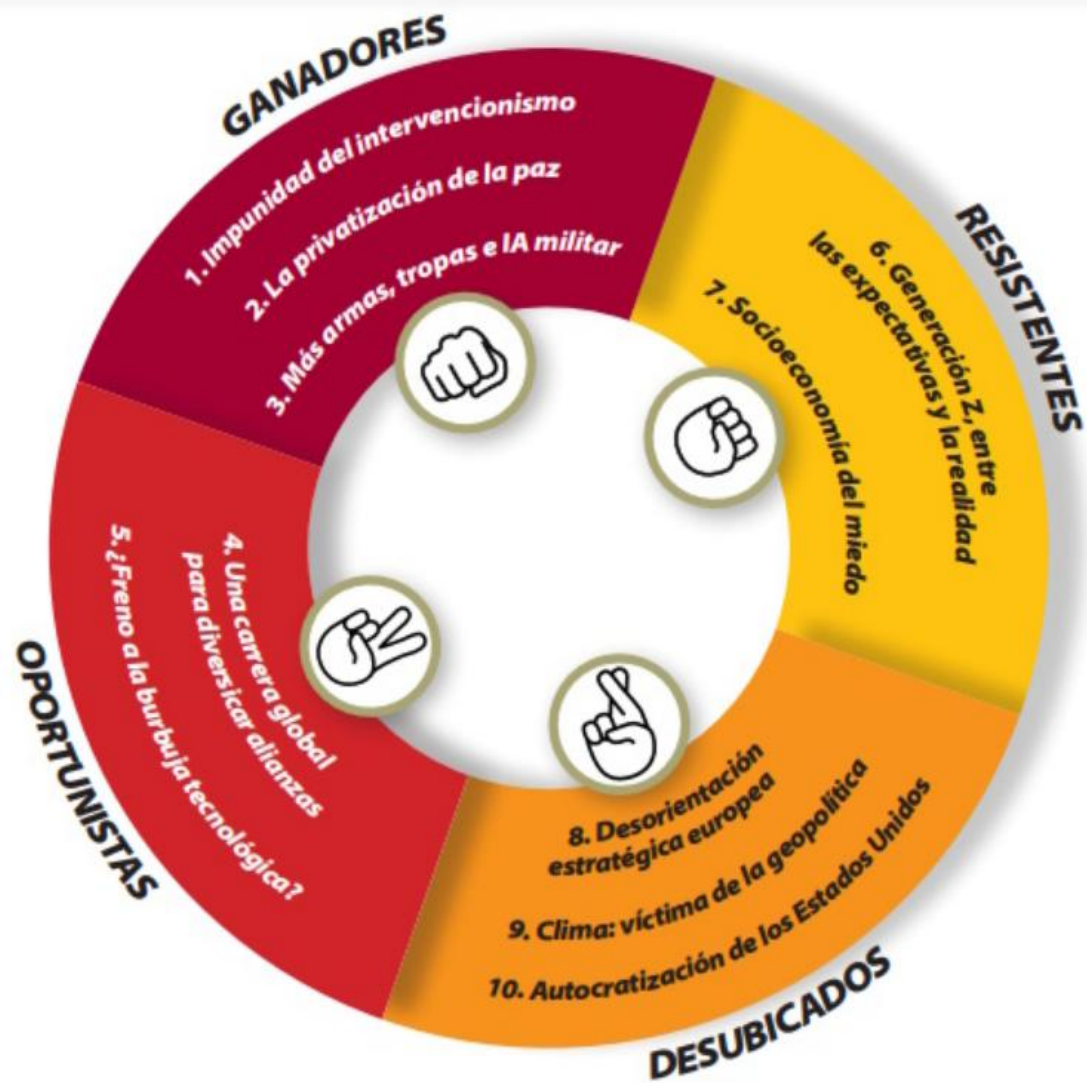 GANADORES
1. Impunidad del intervencionismo
2. La privatización de la paz
3. Más armas, tropas e IA militar
OPORTUNISTAS
4. Una carrera global
para diversicar alianzas
5. ¿Freno a la burbuja tecnológica?
RESISTENTES
6. Generación Z, entre
las expectativas y la realidad
7. Socioeconomía del miedo
8. Desorientación
estratégica europea
9. Clima: víctima de la geopolítica
10. Autocratización de los Estados Unidos
DESUBICADOS